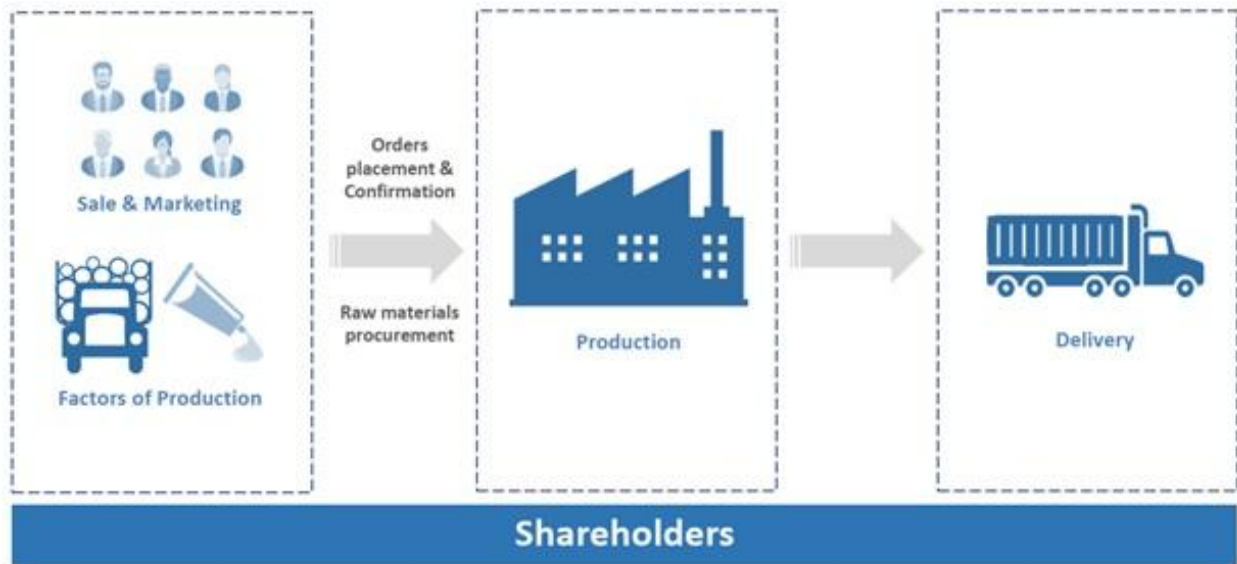 Sale & Marketing
Factors of Production
Orders
placement &
Confirmation
Raw materials
procurement
Production
Delivery
Shareholders